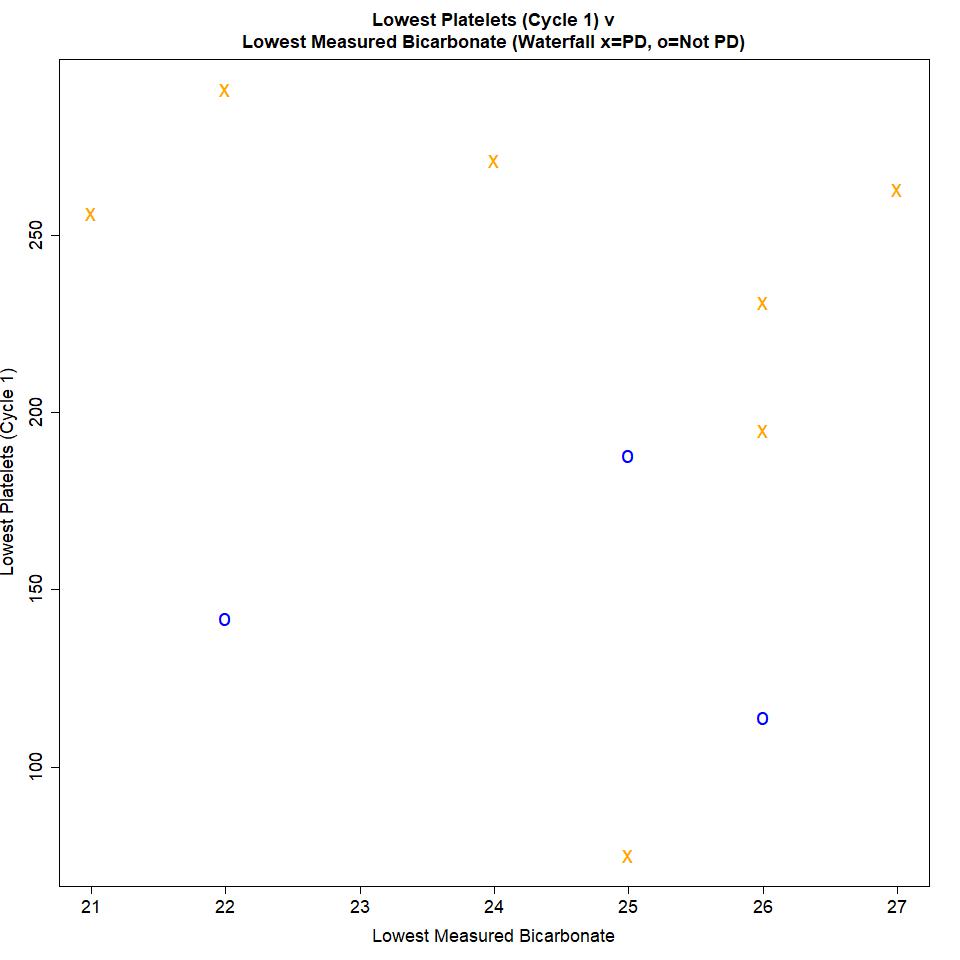 Lowest Platelets (Cycle 1) v
Lowest Measured Bicarbonate (Waterfall x=PD, o=Not PD)
Lowest Platelets (Cycle 1)
250
200
150
100
X
X
X
X
X
X
O
O
O
X
21 22 23 24 25 26 27
Lowest Measured Bicarbonate